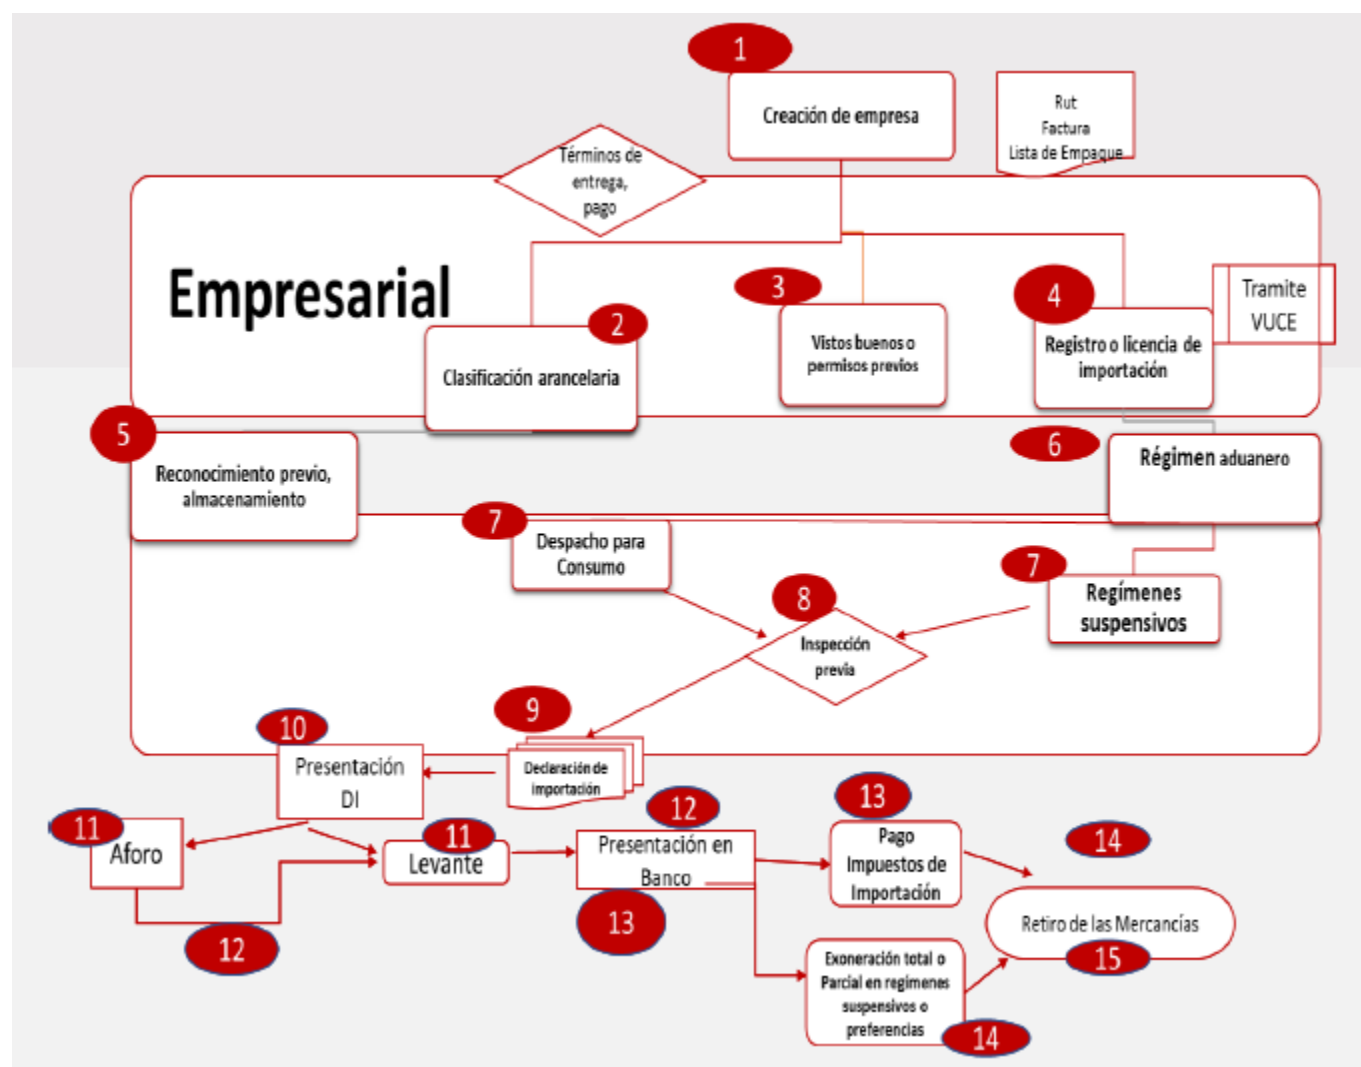 1
Creación de empresa
Rut
Factura
Lista de Empaque
Términos de
entrega,
pago
Empresarial
2
Clasificación arancelaria
3
Vistos buenos o
permisos previos
4
Registro o licencia de
importación
Tramite
VUCE
5
Reconocimiento previo,
almacenamiento
6
Régimen aduanero
7
Despacho para
Consumo
7
Regímenes
suspensivos
8
Inspección
previa
9
Declaración de
importación
10
Presentación
DI
11
Aforo
12
11
Levante
12
Presentación en
Banco
13
13
Pago
Impuestos de
Importación
14
Retiro de las Mercancías
15
Exoneración total o
Parcial en regimenes
suspensivos o
preferencias
14